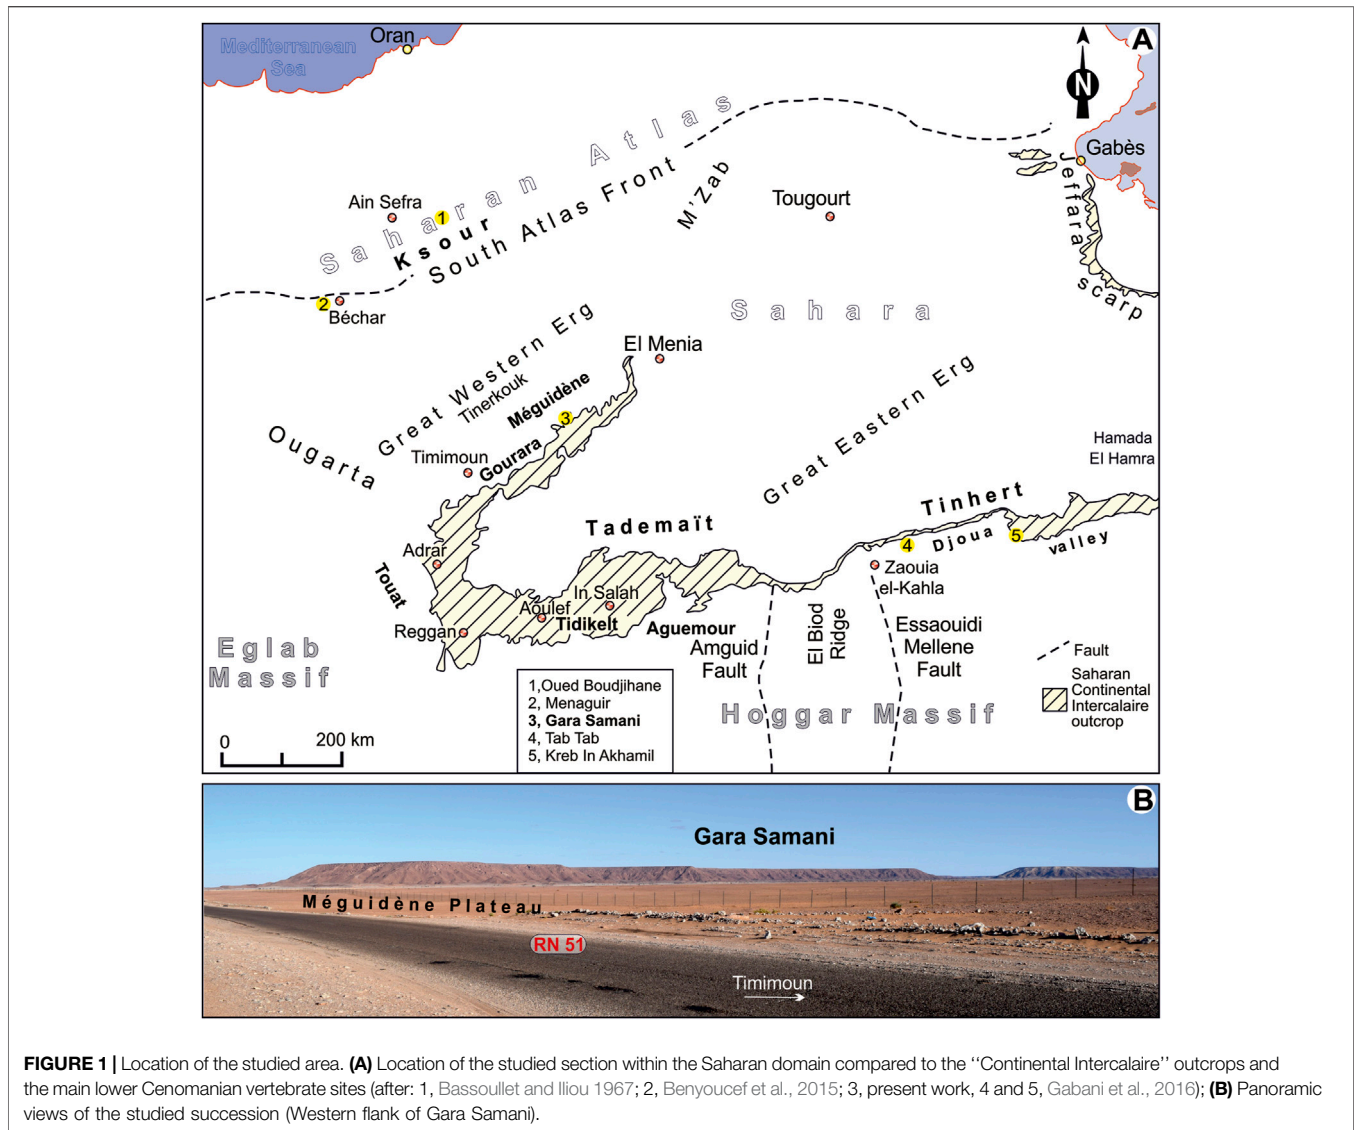 Mediterranean
Sea
Oran
A
N
Saharan Atlas
Gabès
Jeffara
scarp
M'Zab
Tougourt
Ain Sefra
1
Ksour
South Atlas Front
2
Béchar
Sahara
Great Western Erg
Tinerkouk
El Menia
Méguidène
3
Ougarta
Timimoun
Gourara
Great Eastern Erg
Hamada
El Hamra
Tinhert
Tademaït
4
Djoua
5
valley
Adrar
Touat
Zaouia
el-Kahla
In Salah
Aoulef
Tidikelt
Reggan
Aguemour
Amguid
Fault
El Biod
Ridge
Essaouidi
Mellene
Fault
Eglab
Massif
Hoggar Massif
Fault
Saharan
Continental
Intercalaire
outcrop
1,Oued Boudjihane
2, Menaguir
3, Gara Samani
4, Tab Tab
5, Kreb In Akhamil
0 200 km
B
Gara Samani
Méguidène Plateau
RN 51
Timimoun
FIGURE 1 | Location of the studied area. (A) Location of the studied section within the Saharan domain compared to the ‘‘Continental Intercalaire’’ outcrops and
the main lower Cenomanian vertebrate sites (after: 1, Bassoullet and Iliou 1967; 2, Benyoucef et al., 2015; 3, present work, 4 and 5, Gabani et al., 2016); (B) Panoramic
views of the studied succession (Western flank of Gara Samani).